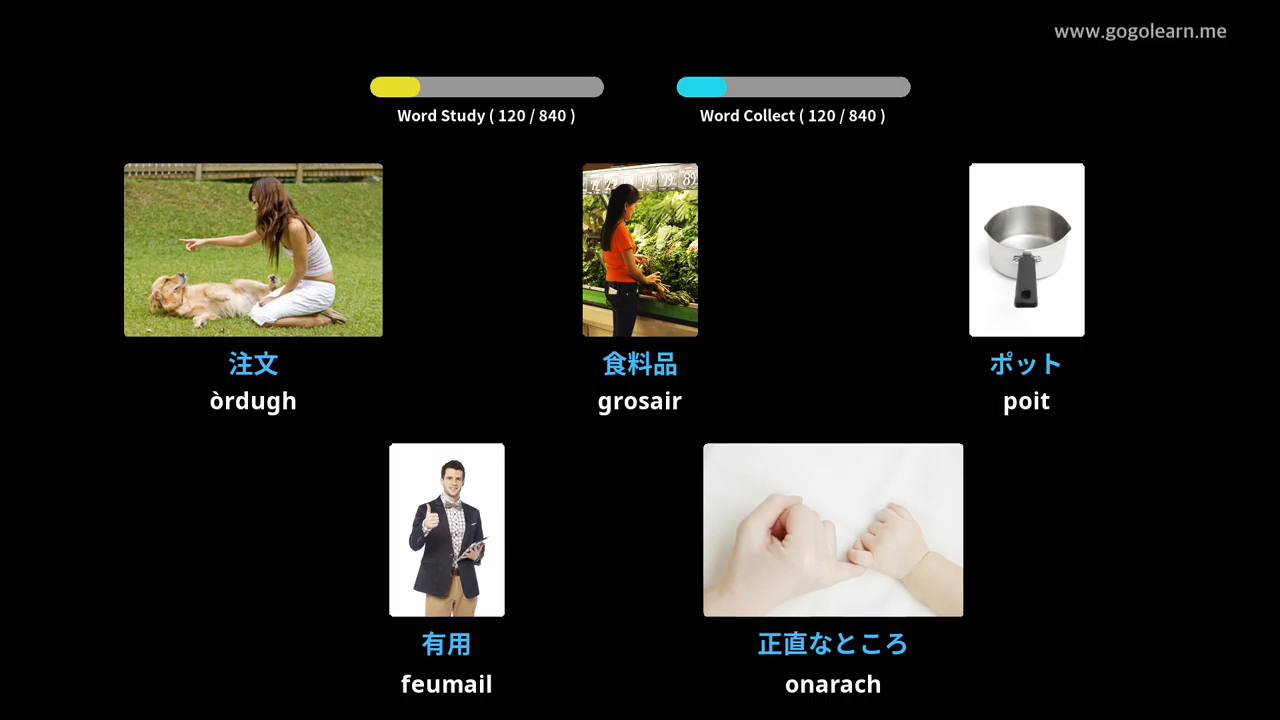 www.gogolearn.me
Word Study ( 120 / 840 )
Word Collect ( 120 / 840 )
注文
òrdugh
食料品
grosair
ポット
poit
有用
feumail
正直なところ
onarach